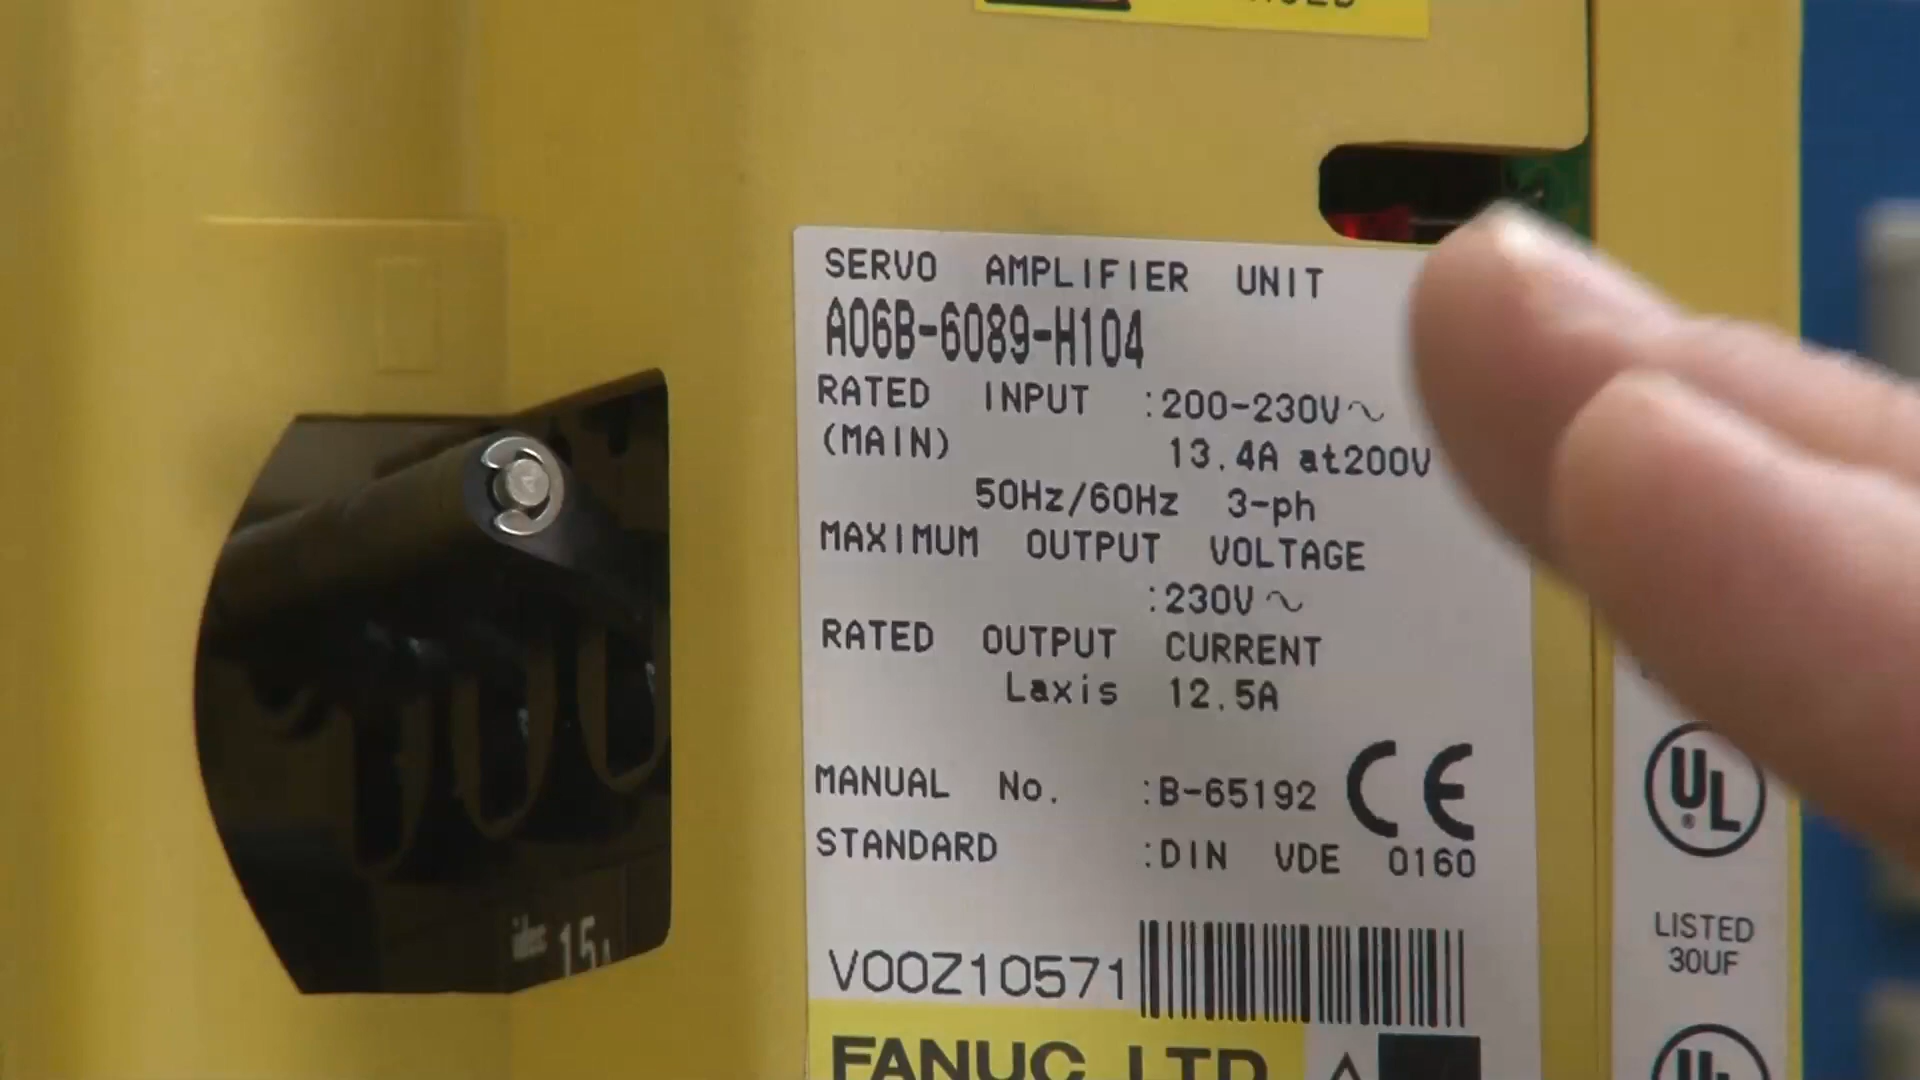 SERVO AMPLIFIER UNIT
A06B-6089-H104
RATED INPUT :200-230V~
(MAIN) 13.4A at200V
50Hz/60Hz 3-ph
MAXIMUM OUTPUT VOLTAGE
:230V~
RATED OUTPUT CURRENT
Laxis 12.5A
MANUAL No. :B-65192 CE
STANDARD :DIN VDE 0160
V00Z10571
FANUC LTD
UL
LISTED
30UF
UL
15A